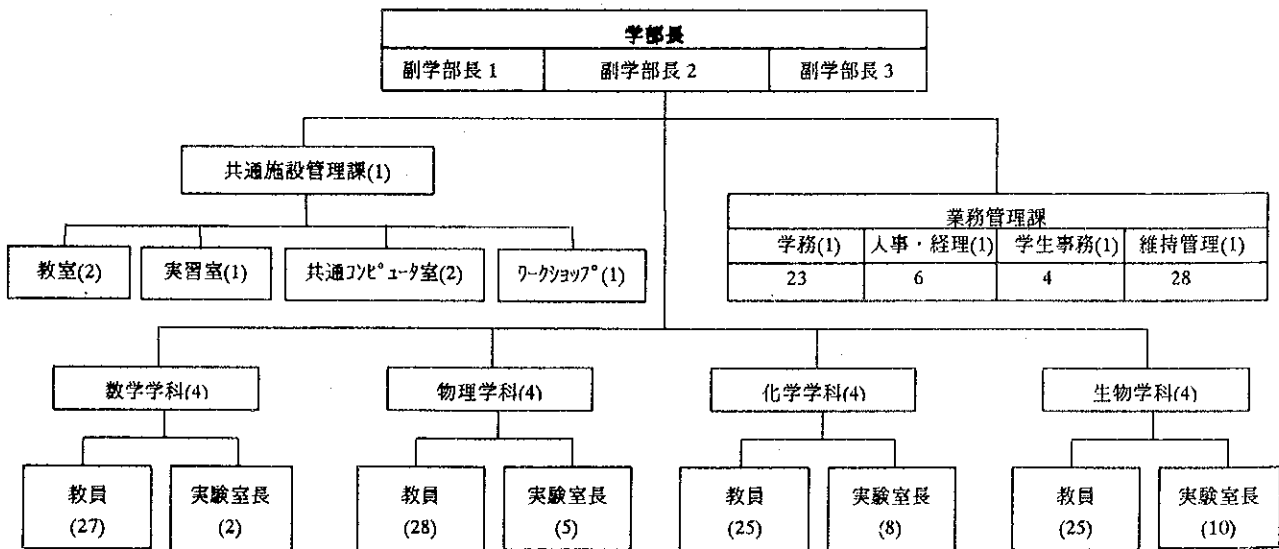 学部長
副学部長 1
副学部長 2
副学部長 3
共通施設管理課(1)
教室(2)
実習室(1)
共通ｺﾝﾋﾟｭｰﾀ室(2)
ﾜｰｸｼｮｯﾌﾟ(1)
業務管理課
学務(1)
人事・経理(1)
学生事務(1)
維持管理(1)
23
6
4
28
数学学科(4)
物理学科(4)
化学学科(4)
生物学科(4)
教員
(27)
実験室長
(2)
教員
(28)
実験室長
(5)
教員
(25)
実験室長
(8)
教員
(25)
実験室長
(10)